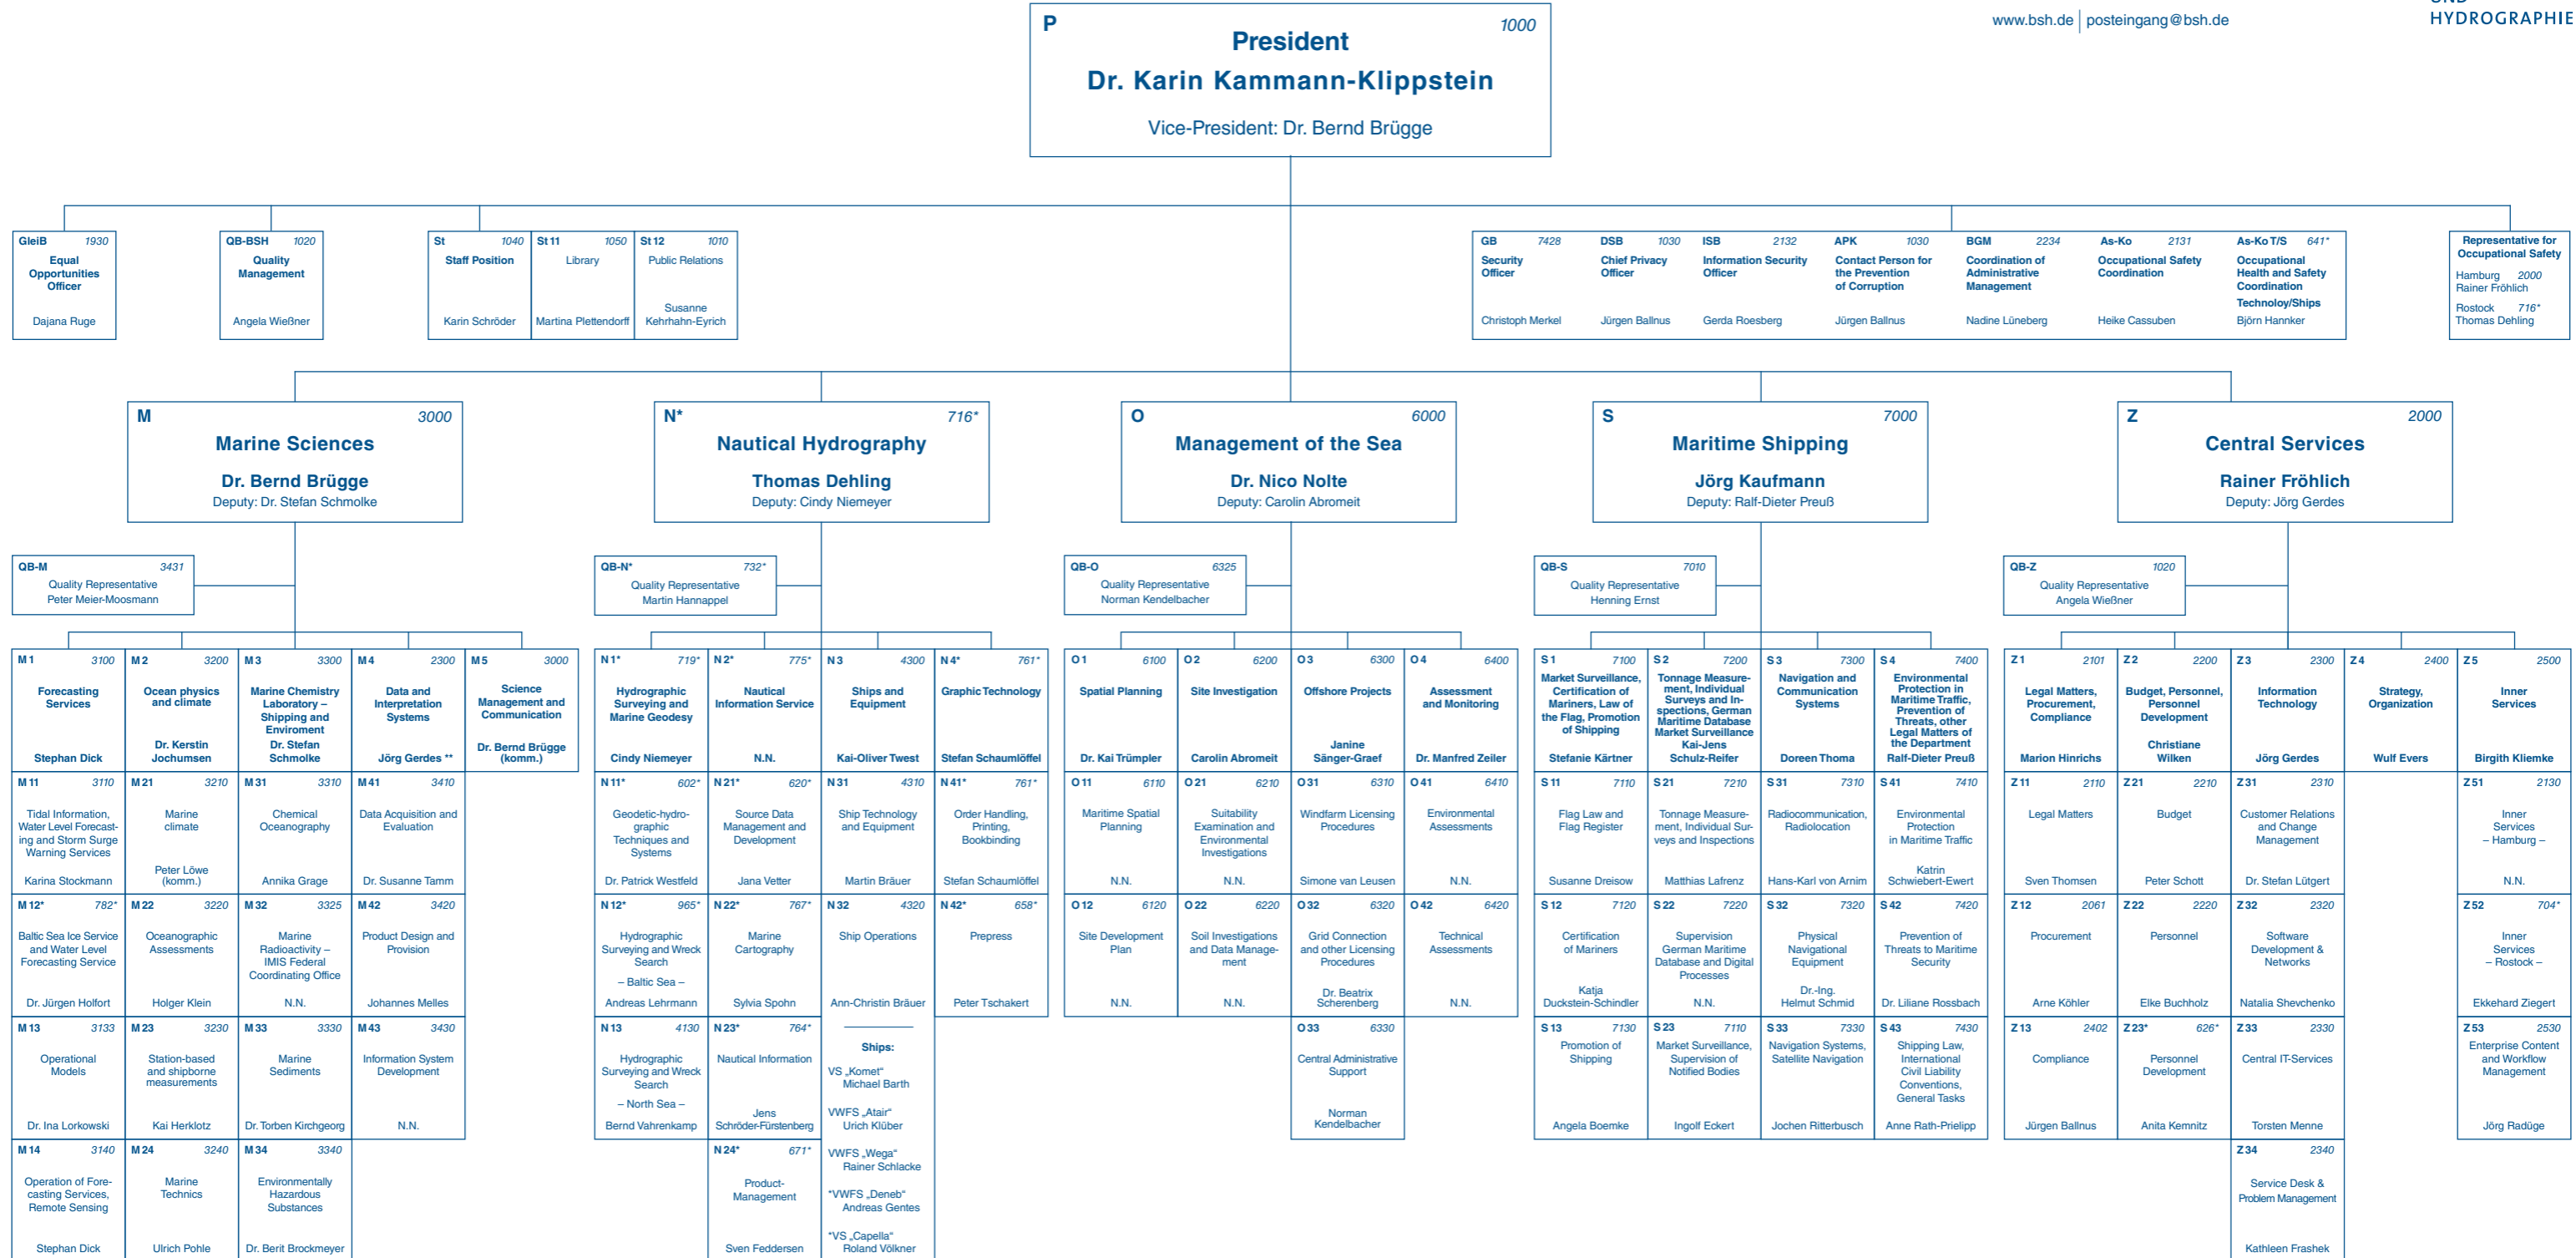 UND
HYDROGRAPHIE
www.bsh.de | posteingang@bsh.de
P 1000
President
Dr. Karin Kammann-Klippstein
Vice-President: Dr. Bernd Brügge
GleiB 1930
Equal
Opportunities
Officer
Dajana Ruge
QB-BSH 1020
Quality
Management
Angela Wießner
St 1040
Staff Position
Karin Schröder
St 11 1050
Library
Martina Plettendorff
St 12 1010
Public Relations
Susanne
Kehrhahn-Eyrich
GB 7428
Security
Officer
Christoph Merkel
DSB 1030
Chief Privacy
Officer
Jürgen Ballnus
ISB 2132
Information Security
Officer
Gerda Roesberg
APK 1030
Contact Person for
the Prevention
of Corruption
Jürgen Ballnus
BGM 2234
Coordination of
Administrative
Management
Nadine Lüneberg
As-Ko 2131
Occupational Safety
Coordination
Heike Cassuben
As-Ko T/S 641*
Occupational
Health and Safety
Coordination
Technoloy/Ships
Björn Hannker
Representative for
Occupational Safety
Hamburg 2000
Rainer Fröhlich
Rostock 716*
Thomas Dehling
M 3000
Marine Sciences
Dr. Bernd Brügge
Deputy: Dr. Stefan Schmolke
N* 716*
Nautical Hydrography
Thomas Dehling
Deputy: Cindy Niemeyer
O 6000
Management of the Sea
Dr. Nico Nolte
Deputy: Carolin Abromeit
S 7000
Maritime Shipping
Jörg Kaufmann
Deputy: Ralf-Dieter Preuß
Z 2000
Central Services
Rainer Fröhlich
Deputy: Jörg Gerdes
QB-M 3431
Quality Representative
Peter Meier-Moosmann
QB-N* 732*
Quality Representative
Martin Hannappel
QB-O 6325
Quality Representative
Norman Kendelbacher
QB-S 7010
Quality Representative
Henning Ernst
QB-Z 1020
Quality Representative
Angela Wießner
M 1 3100
Forecasting
Services
Stephan Dick
M 2 3200
Ocean physics
and climate
Dr. Kerstin
Jochumsen
M 3 3300
Marine Chemistry
Laboratory –
Shipping and
Enviroment
Dr. Stefan
Schmolke
M 4 2300
Data and
Interpretation
Systems
Jörg Gerdes **
M 5 3000
Science
Management and
Communication
Dr. Bernd Brügge
(komm.)
N 1* 719*
Hydrographic
Surveying and
Marine Geodesy
Cindy Niemeyer
N 2* 775*
Nautical
Information Service
N.N.
N 3 4300
Ships and
Equipment
Kai-Oliver Twest
N 4* 761*
Graphic Technology
Stefan Schaumlöffel
O 1 6100
Spatial Planning
Dr. Kai Trümpler
O 2 6200
Site Investigation
Carolin Abromeit
O 3 6300
Offshore Projects
Janine
Sänger-Graef
O 4 6400
Assessment
and Monitoring
Dr. Manfred Zeiler
S 1 7100
Market Surveillance,
Certification of
Mariners, Law of
the Flag, Promotion
of Shipping
Stefanie Kärtner
S 2 7200
Tonnage Measure-
ment, Individual
Surveys and In-
spections, German
Maritime Database
Market Surveillance
Kai-Jens
Schulz-Reifer
S 3 7300
Navigation and
Communication
Systems
Doreen Thoma
S 4 7400
Environmental
Protection in
Maritime Traffic,
Prevention of
Threats, other
Legal Matters of
the Department
Ralf-Dieter Preuß
Z 1 2101
Legal Matters,
Procurement,
Compliance
Marion Hinrichs
Z 2 2200
Budget, Personnel,
Personnel
Development
Christiane
Wilken
Z 3 2300
Information
Technology
Jörg Gerdes
Z 4 2400
Strategy,
Organization
Wulf Evers
Z 5 2500
Inner
Services
Birgith Kliemke
M 11 3110
Tidal Information,
Water Level Forecast-
ing and Storm Surge
Warning Services
Karina Stockmann
M 21 3210
Marine
climate
Peter Löwe
(komm.)
M 31 3310
Chemical
Oceanography
Annika Grage
M 41 3410
Data Acquisition and
Evaluation
Dr. Susanne Tamm
N 11* 602*
Geodetic-hydro-
graphic
Techniques and
Systems
Dr. Patrick Westfeld
N 21* 620*
Source Data
Management and
Development
Jana Vetter
N 31 4310
Ship Technology
and Equipment
Martin Bräuer
N 41* 761*
Order Handling,
Printing,
Bookbinding
Stefan Schaumlöffel
O 11 6110
Maritime Spatial
Planning
N.N.
O 21 6210
Suitability
Examination and
Environmental
Investigations
N.N.
O 31 6310
Windfarm Licensing
Procedures
Simone van Leusen
O 41 6410
Environmental
Assessments
N.N.
S 11 7110
Flag Law and
Flag Register
Susanne Dreisow
S 21 7210
Tonnage Measure-
ment, Individual Sur-
veys and Inspections
Matthias Lafrenz
S 31 7310
Radiocommunication,
Radiolocation
Hans-Karl von Arnim
S 41 7410
Environmental
Protection
in Maritime Traffic
Katrin
Schwiebert-Ewert
Z 11 2110
Legal Matters
Sven Thomsen
Z 21 2210
Budget
Peter Schott
Z 31 2310
Customer Relations
and Change
Management
Dr. Stefan Lütgert
Z 51 2130
Inner
Services
– Hamburg –
N.N.
M 12* 782*
Baltic Sea Ice Service
and Water Level
Forecasting Service
Dr. Jürgen Holfort
M 22 3220
Oceanographic
Assessments
Holger Klein
M 32 3325
Marine
Radioactivity –
IMIS Federal
Coordinating Office
N.N.
M 42 3420
Product Design and
Provision
Johannes Melles
N 12* 965*
Hydrographic
Surveying and Wreck
Search
– Baltic Sea –
Andreas Lehrmann
N 22* 767*
Marine
Cartography
Sylvia Spohn
N 32 4320
Ship Operations
Ann-Christin Bräuer
N 42* 658*
Prepress
Peter Tschakert
O 12 6120
Site Development
Plan
N.N.
O 22 6220
Soil Investigations
and Data Manage-
ment
N.N.
O 32 6320
Grid Connection
and other Licensing
Procedures
Dr. Beatrix
Scherenberg
O 42 6420
Technical
Assessments
N.N.
S 12 7120
Certification
of Mariners
Katja
Duckstein-Schindler
S 22 7220
Supervision
German Maritime
Database and Digital
Processes
N.N.
S 32 7320
Physical
Navigational
Equipment
Dr.-Ing.
Helmut Schmid
S 42 7420
Prevention of
Threats to Maritime
Security
Dr. Liliane Rossbach
Z 12 2061
Procurement
Arne Köhler
Z 22 2220
Personnel
Elke Buchholz
Z 32 2320
Software
Development &
Networks
Natalia Shevchenko
Z 52 704*
Inner
Services
– Rostock –
Ekkehard Ziegert
M 13 3133
Operational
Models
Dr. Ina Lorkowski
M 23 3230
Station-based
and shipborne
measurements
Kai Herklotz
M 33 3330
Marine
Sediments
Dr. Torben Kirchgeorg
M 43 3430
Information System
Development
N.N.
N 13 4130
Hydrographic
Surveying and Wreck
Search
– North Sea –
Bernd Vahrenkamp
N 23* 764*
Nautical Information
Jens
Schröder-Fürstenberg
Ships:
VS „Komet“
Michael Barth
VWFS „Atair“
Urich Klüber
VWFS „Wega“
Rainer Schlacke
*VWFS „Deneb“
Andreas Gentes
*VS „Capella“
Roland Völkner
O 33 6330
Central Administrative
Support
Norman
Kendelbacher
S 13 7130
Promotion of
Shipping
Angela Boemke
S 23 7110
Market Surveillance,
Supervision of
Notified Bodies
Ingolf Eckert
S 33 7330
Navigation Systems,
Satellite Navigation
Jochen Ritterbusch
S 43 7430
Shipping Law,
International
Civil Liability
Conventions,
General Tasks
Anne Rath-Prielipp
Z 13 2402
Compliance
Jürgen Ballnus
Z 23* 626*
Personnel
Development
Anita Kemnitz
Z 33 2330
Central IT-Services
Torsten Menne
Z 53 2530
Enterprise Content
and Workflow
Management
Jörg Radüge
M 14 3140
Operation of Fore-
casting Services,
Remote Sensing
Stephan Dick
M 24 3240
Marine
Technics
Ulrich Pohle
M 34 3340
Environmentally
Hazardous
Substances
Dr. Berit Brockmeyer
N 24* 671*
Product-
Management
Sven Feddersen
Z 34 2340
Service Desk &
Problem Management
Kathleen Frashek